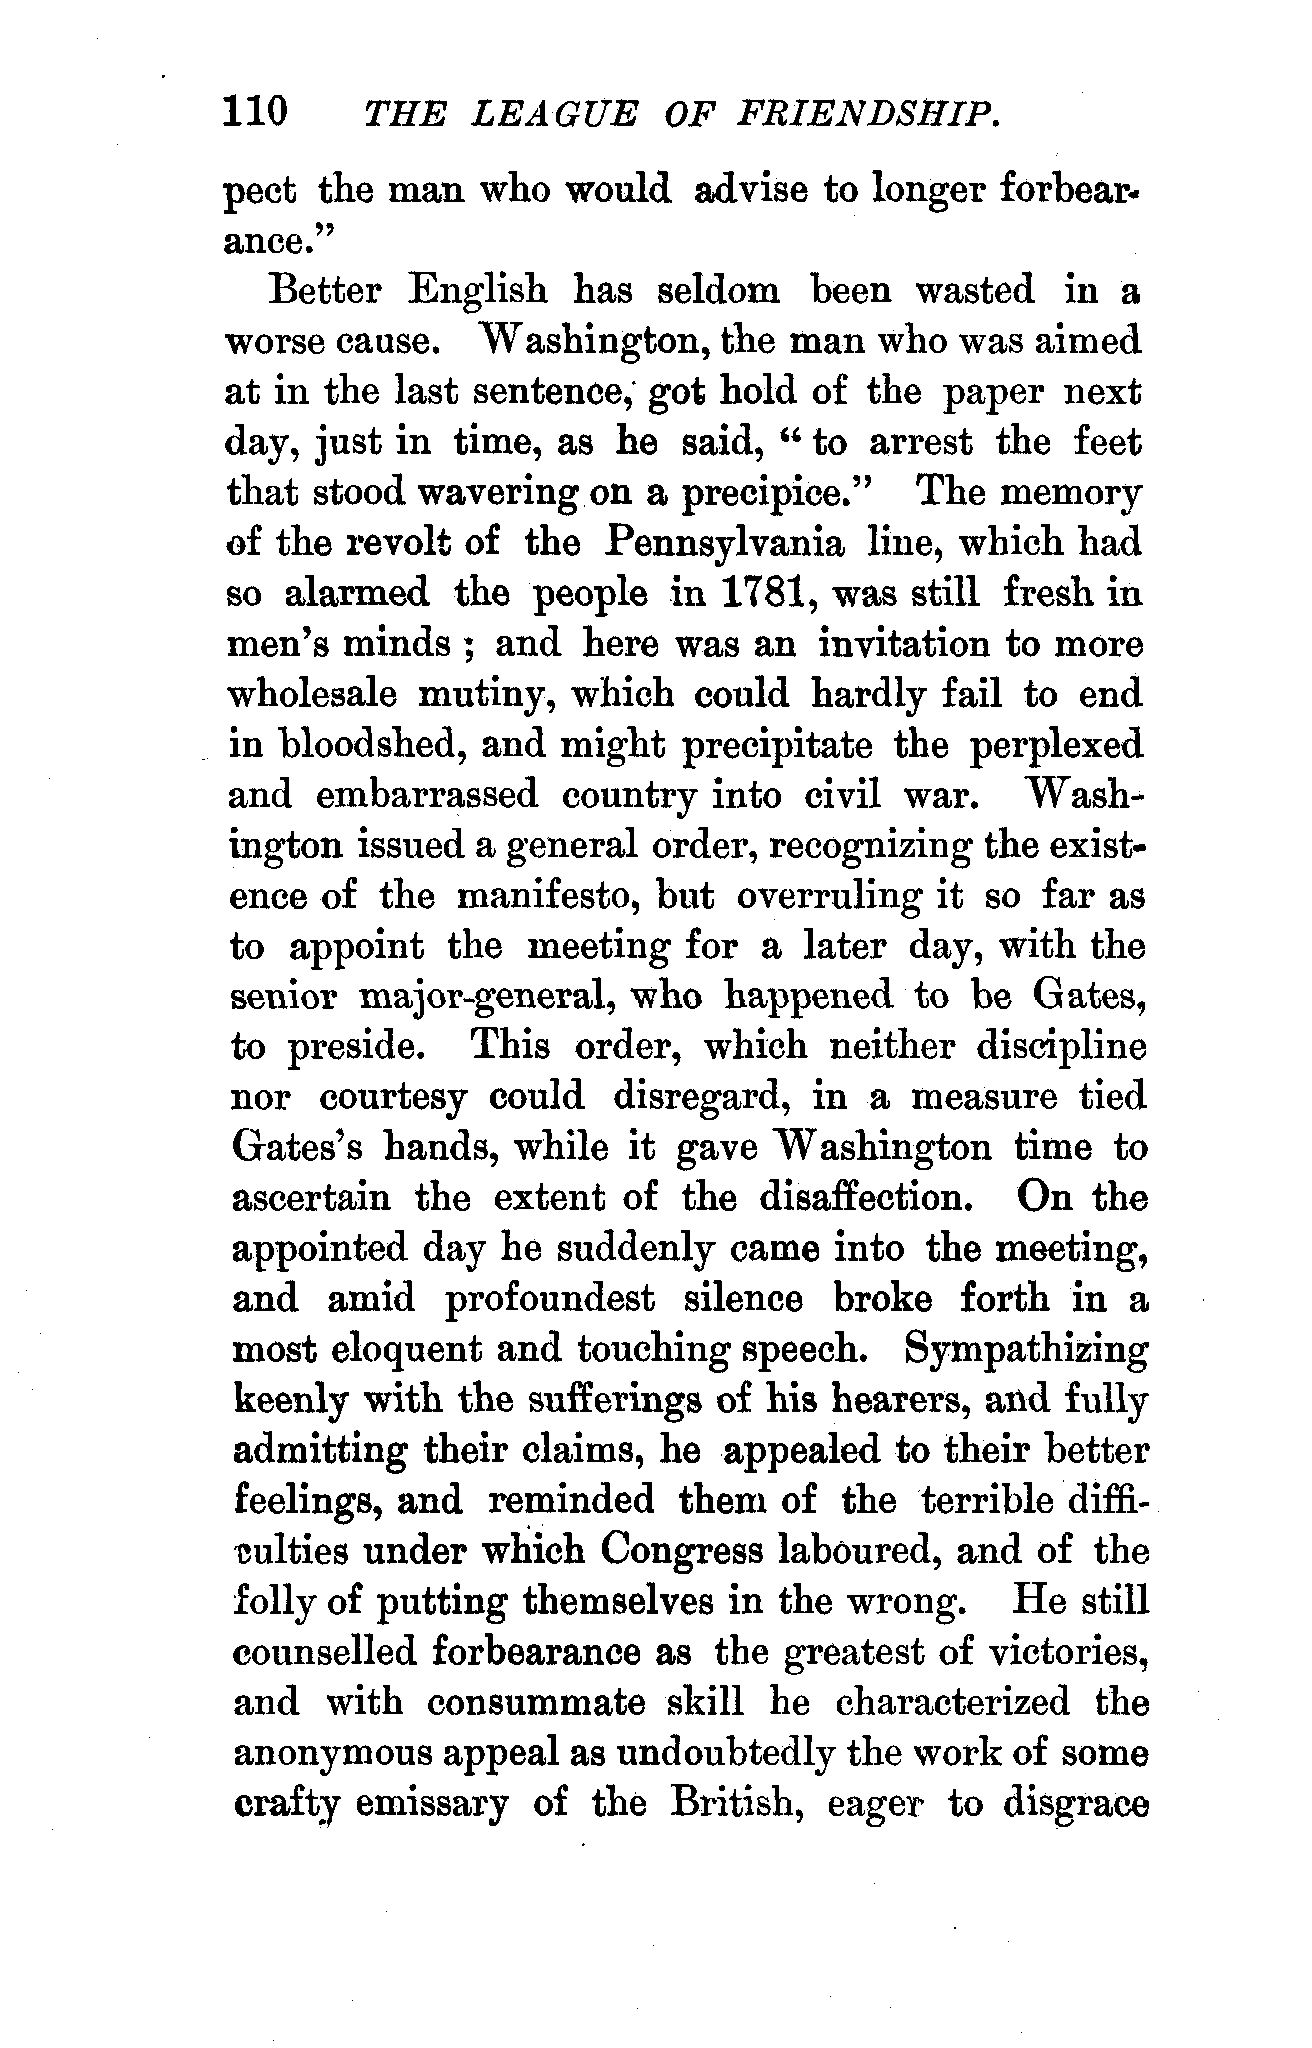 110 THE LEAGUE OF FRIENDSHIP.
pect the man who would advise to longer forbear-
ance."
Better English has seldom been wasted in a
worse cause. Washington, the man who was aimed
at in the last sentence, got hold of the paper next
day, just in time, as he said, "to arrest the feet
that stood wavering on a precipice." The memory
of the revolt of the Pennsylvania line, which had
so alarmed the people in 1781, was still fresh in
men's minds ; and here was an invitation to more
wholesale mutiny, which could hardly fail to end
in bloodshed, and might precipitate the perplexed
and embarrassed country into civil war. Wash-
ington issued a general order, recognizing the exist-
ence of the manifesto, but overruling it so far as
to appoint the meeting for a later day, with the
senior major-general, who happened to be Gates,
to preside. This order, which neither discipline
nor courtesy could disregard, in a measure tied
Gates's hands, while it gave Washington time to
ascertain the extent of the disaffection. On the
appointed day he suddenly came into the meeting,
and amid profoundest silence broke forth in a
most eloquent and touching speech. Sympathizing
keenly with the sufferings of his hearers, and fully
admitting their claims, he appealed to their better
feelings, and reminded them of the terrible diffi-
culties under which Congress laboured, and of the
folly of putting themselves in the wrong. He still
counselled forbearance as the greatest of victories,
and with consummate skill he characterized the
anonymous appeal as undoubtedly the work of some
crafty emissary of the British, eager to disgrace